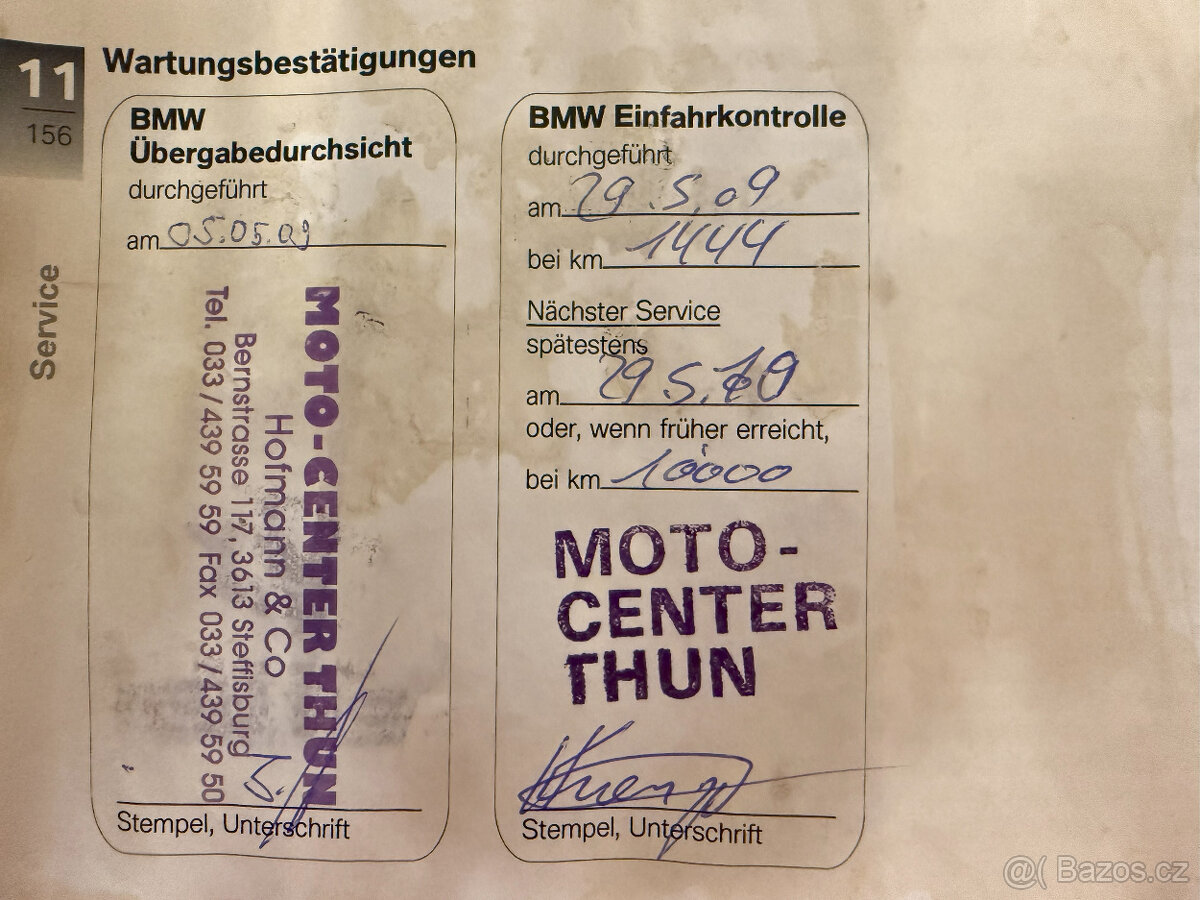 11
156
Service
Wartungsbestätigungen
BMW
Übergabedurchsicht
durchgeführt
am 05.05.09
MOTO-CENTER THUN
Hofmann & Co
Bernstrasse 117, 3613 Steffisburg
Tel. 033 / 439 59 59 Fax 033 / 439 59 50
Stempel, Unterschrift
BMW Einfahrkontrolle
durchgeführt
am 29.5.09
bei km 1444
Nächster Service
spätestens
am 29.5.10
oder, wenn früher erreicht,
bei km 10000
MOTO-
CENTER
THUN
Stempel, Unterschrift
@( Bazos.cz